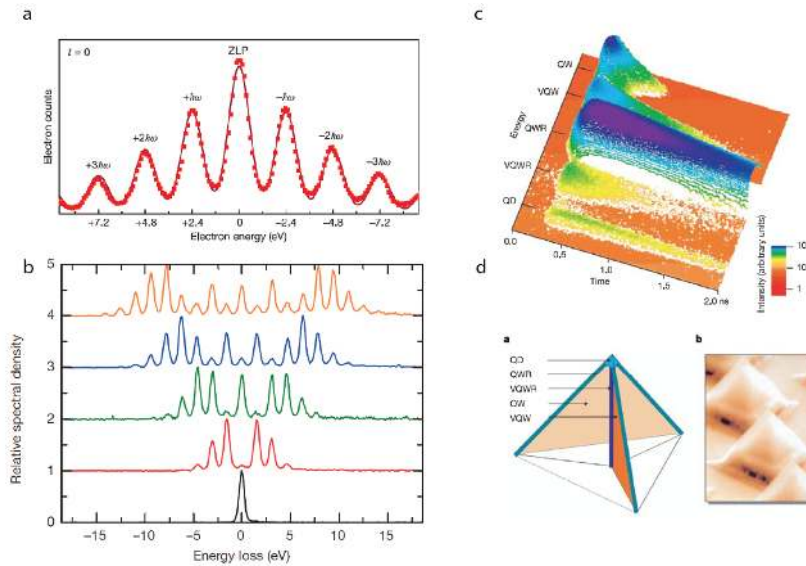 a
t = 0
ZLP
+ħω
−ħω
+2ħω
−2ħω
+3ħω
−3ħω
Electron counts
+7.2
+4.8
+2.4
0
−2.4
−4.8
−7.2
Electron energy (eV)
b
5
4
3
2
1
0
Relative spectral density
−15
−10
−5
0
5
10
15
Energy loss (eV)
c
QW
VQW
QWR
VQWR
QD
Energy
0.0
0.5
1.0
1.5
2.0 ns
Time
Intensity (arbitrary units)
10
10
1
d
a
QD
QWR
VQWR
QW
VQW
b